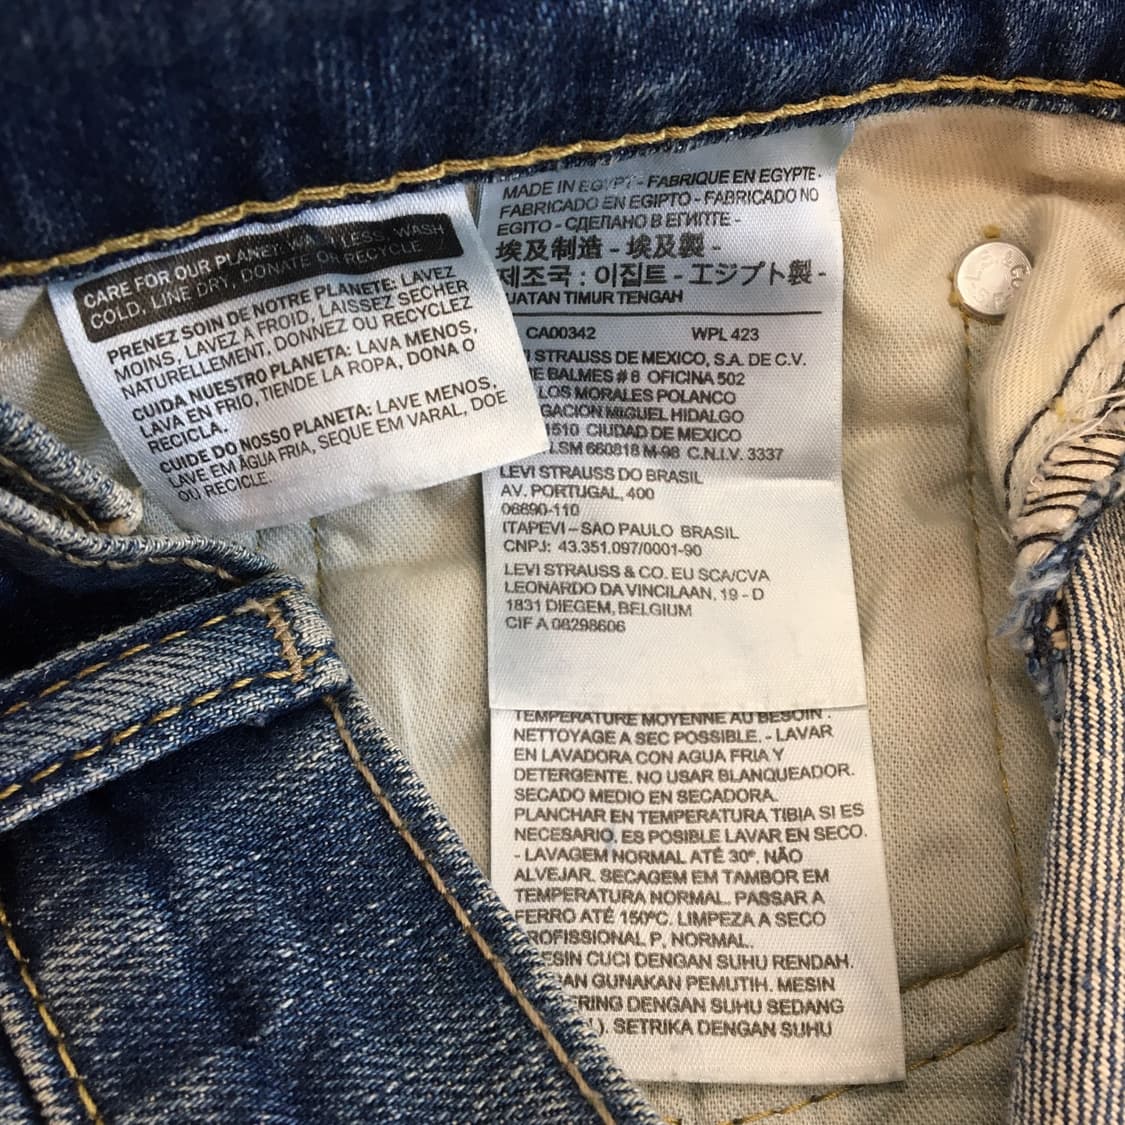 CARE FOR OUR PLANET: WASH LESS, WASH
COLD, LINE DRY, DONATE OR RECYCLE
PRENEZ SOIN DE NOTRE PLANETE: LAVEZ
MOINS, LAVEZ A FROID, LAISSEZ SECHER
NATURELLEMENT, DONNEZ OU RECYCLEZ
CUIDA NUESTRO PLANETA: LAVA MENOS,
LAVA EN FRIO, TIENDE LA ROPA, DONA O
RECICLA.
CUIDE DO NOSSO PLANETA: LAVE MENOS,
LAVE EM ÁGUA FRIA, SEQUE EM VARAL, DOE
OU RECICLE.
MADE IN EGYPT - FABRIQUE EN EGYPTE -
FABRICADO EN EGIPTO - FABRICADO NO
EGITO - СДЕЛАНО В ЕГИПТЕ -
埃及制造 - 埃及製 -
제조국 : 이집트 - エジプト製 -
TIMUR TENGAH
CA00342 WPL 423
STRAUSS DE MEXICO, S.A. DE C.V.
BALMES # 8 OFICINA 502
LOS MORALES POLANCO
MIGUEL HIDALGO
CIUDAD DE MEXICO
LSM 660818 M-98 C.N.I.V. 3337
LEVI STRAUSS DO BRASIL
AV. PORTUGAL, 400
06690-110
ITAPEVI – SAO PAULO BRASIL
CNPJ: 43.351.097/0001-90
LEVI STRAUSS & CO. EU SCA/CVA
LEONARDO DA VINCILAAN, 19 - D
1831 DIEGEM, BELGIUM
CIF A 08298606
TEMPERATURE MOYENNE AU BESOIN .
NETTOYAGE A SEC POSSIBLE. - LAVAR
EN LAVADORA CON AGUA FRIA Y
DETERGENTE. NO USAR BLANQUEADOR.
SECADO MEDIO EN SECADORA.
PLANCHAR EN TEMPERATURA TIBIA SI ES
NECESARIO, ES POSIBLE LAVAR EN SECO.
- LAVAGEM NORMAL ATÉ 30º. NÃO
ALVEJAR. SECAGEM EM TAMBOR EM
TEMPERATURA NORMAL. PASSAR A
FERRO ATÉ 150ºC. LIMPEZA A SECO
PROFISSIONAL P, NORMAL.
CUCI DENGAN SUHU RENDAH.
GUNAKAN PEMUTIH. MESIN
DENGAN SUHU SEDANG
). SETRIKA DENGAN SUHU